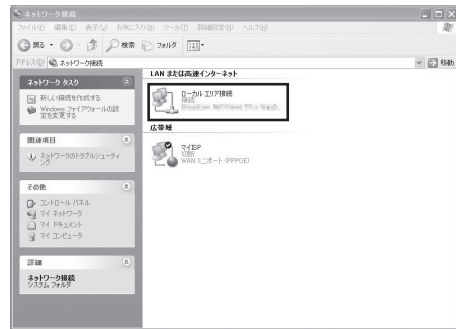 ネットワーク接続
ファイル(F) 編集(E) 表示(V) お気に入り(A) ツール(T) 詳細設定(N) ヘルプ(H)
戻る 検索 フォルダ
アドレス(D) ネットワーク接続 移動
ネットワーク タスク
新しい接続を作成する
Windows ファイアウォールの設定を変更する
関連項目
ネットワークのトラブルシューティング
その他
コントロール パネル
マイ ネットワーク
マイ ドキュメント
マイ コンピュータ
詳細
ネットワーク接続
システム フォルダ
LAN または高速インターネット
ローカル エリア接続
接続
広帯域
マイISP
切断
WAN ミニポート (PPPOE)